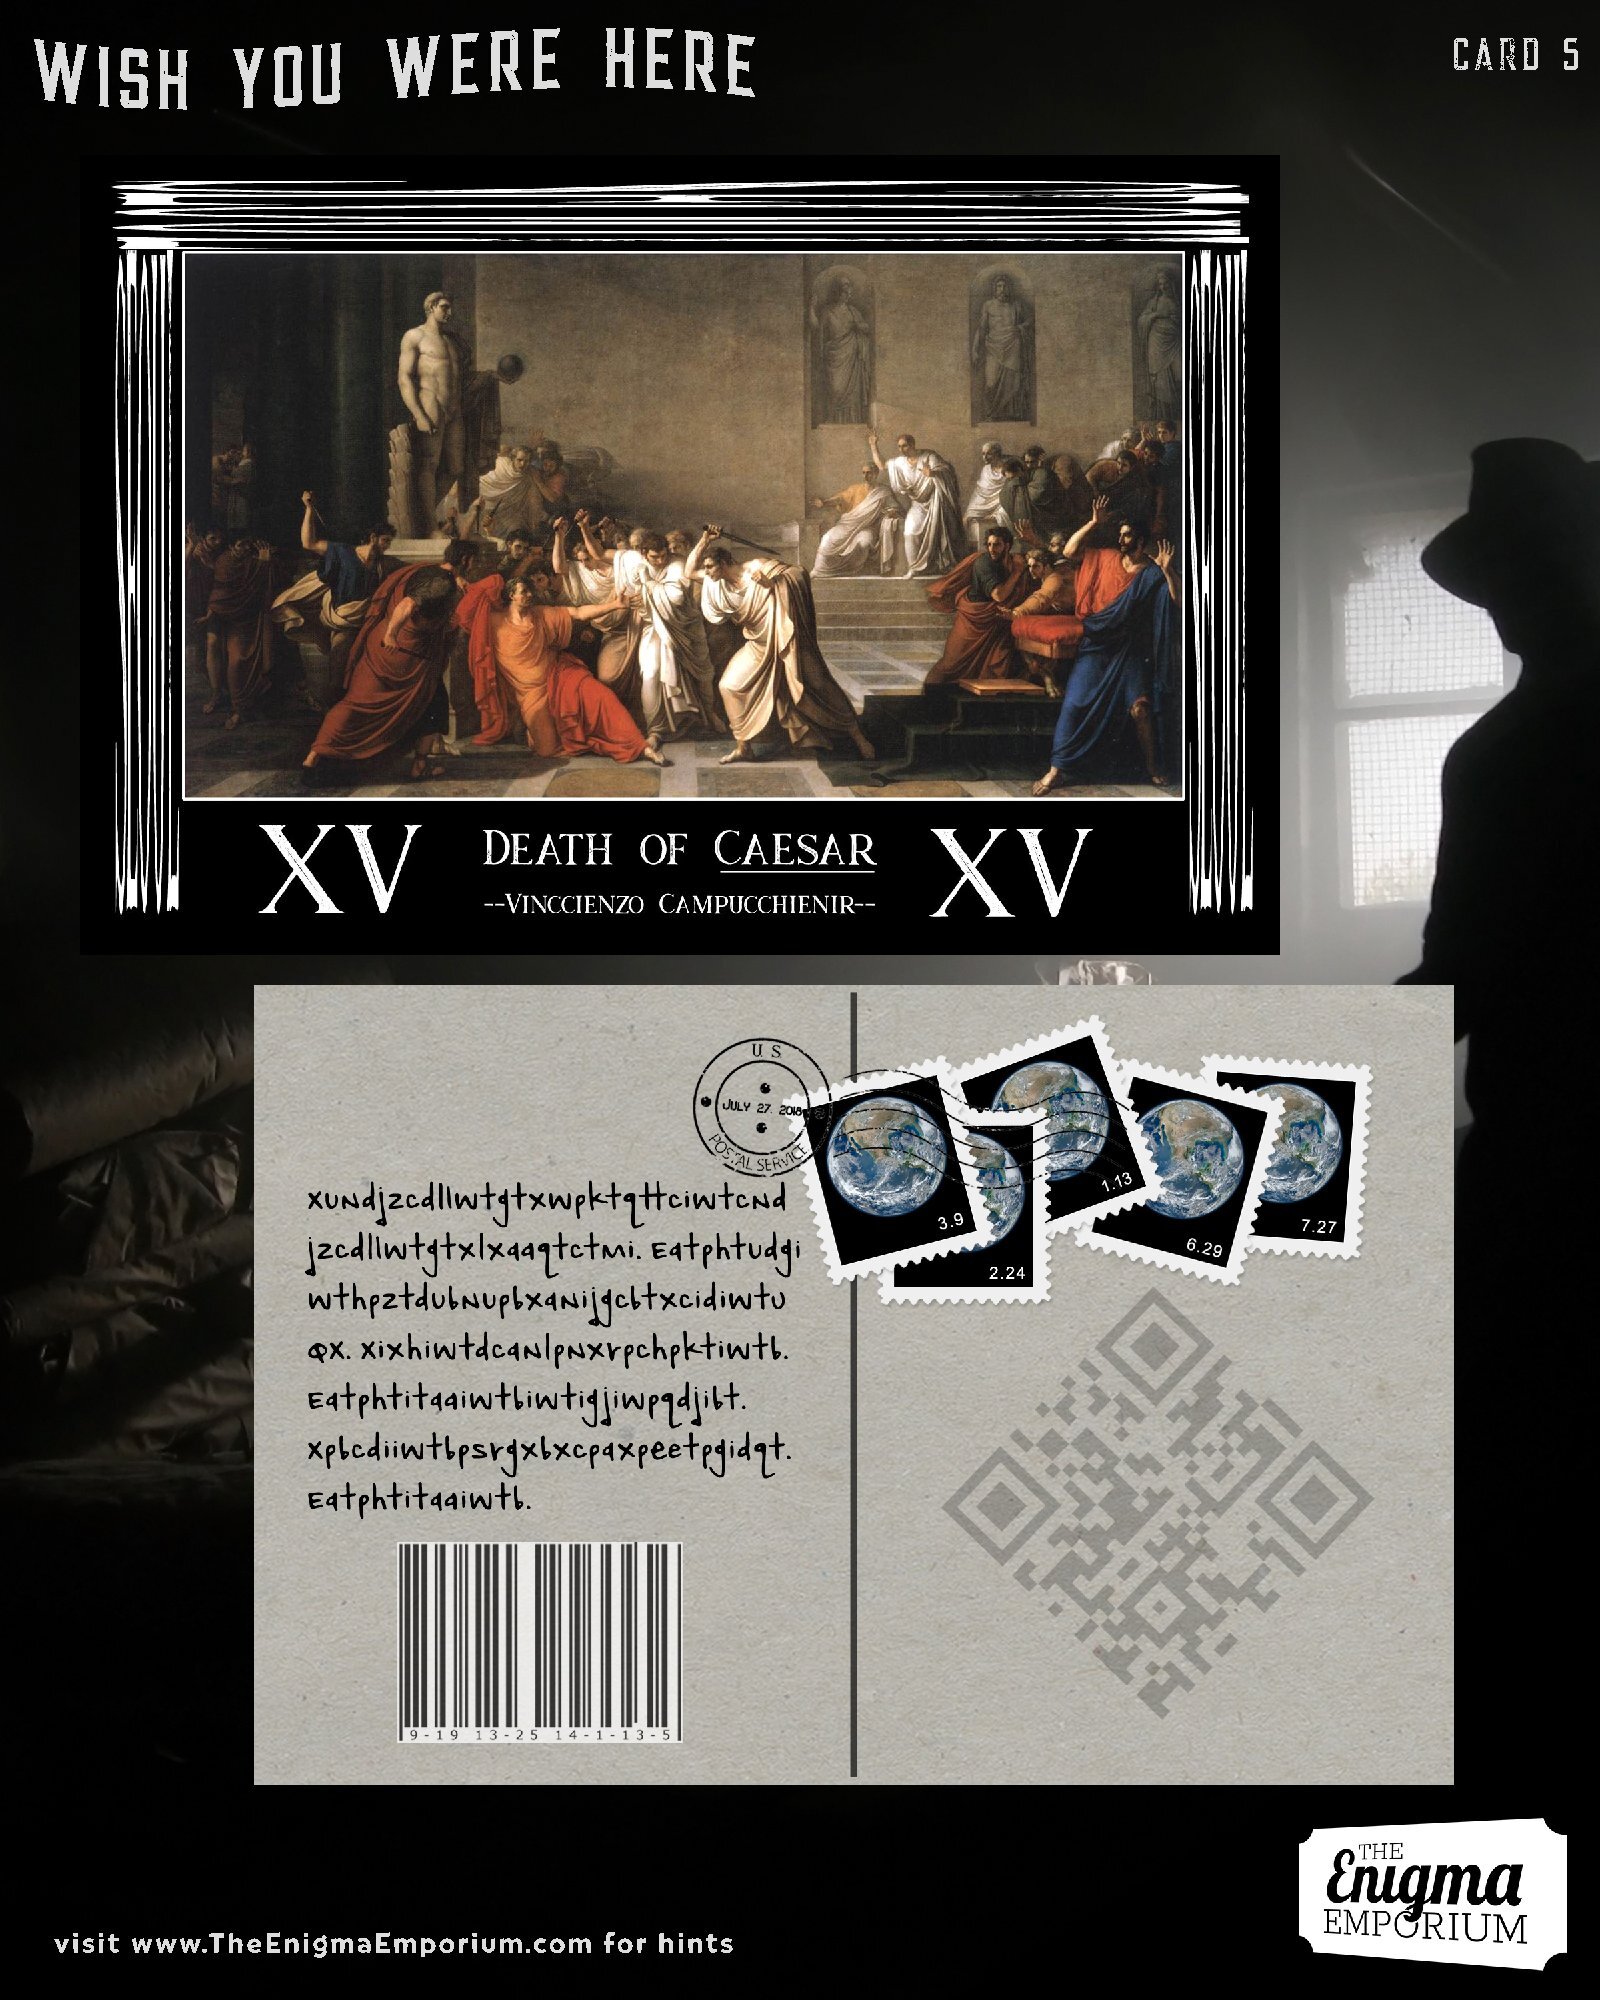 WISH YOU WERE HERE
CARD 5
XV
DEATH OF CAESAR
--VINCCIENZO CAMPUCCHIENIR--
XV
U S
JULY 27, 2018
POSTAL SERVICE
3.9
2.24
1.13
6.29
7.27
xundjzcdllwtgtxwpktqttciwtcnd
jzcdllwtgtxlxaaqtctmi. Eatphtudgi
wthpztdubnupbxanijgcbtxcidiwtu
qx. xixhiwtdcanlpnxrpchpktiwtb.
Eatphtitaaiwtbiwtigjiwpqdjibt.
xpbcdiiwtbpsrgxbxcpaxpeetpgidqt.
Eatphtitaaiwtb.
9-19 13-25 14-1-13-5
THE
Enigma
EMPORIUM
visit www.TheEnigmaEmporium.com for hints